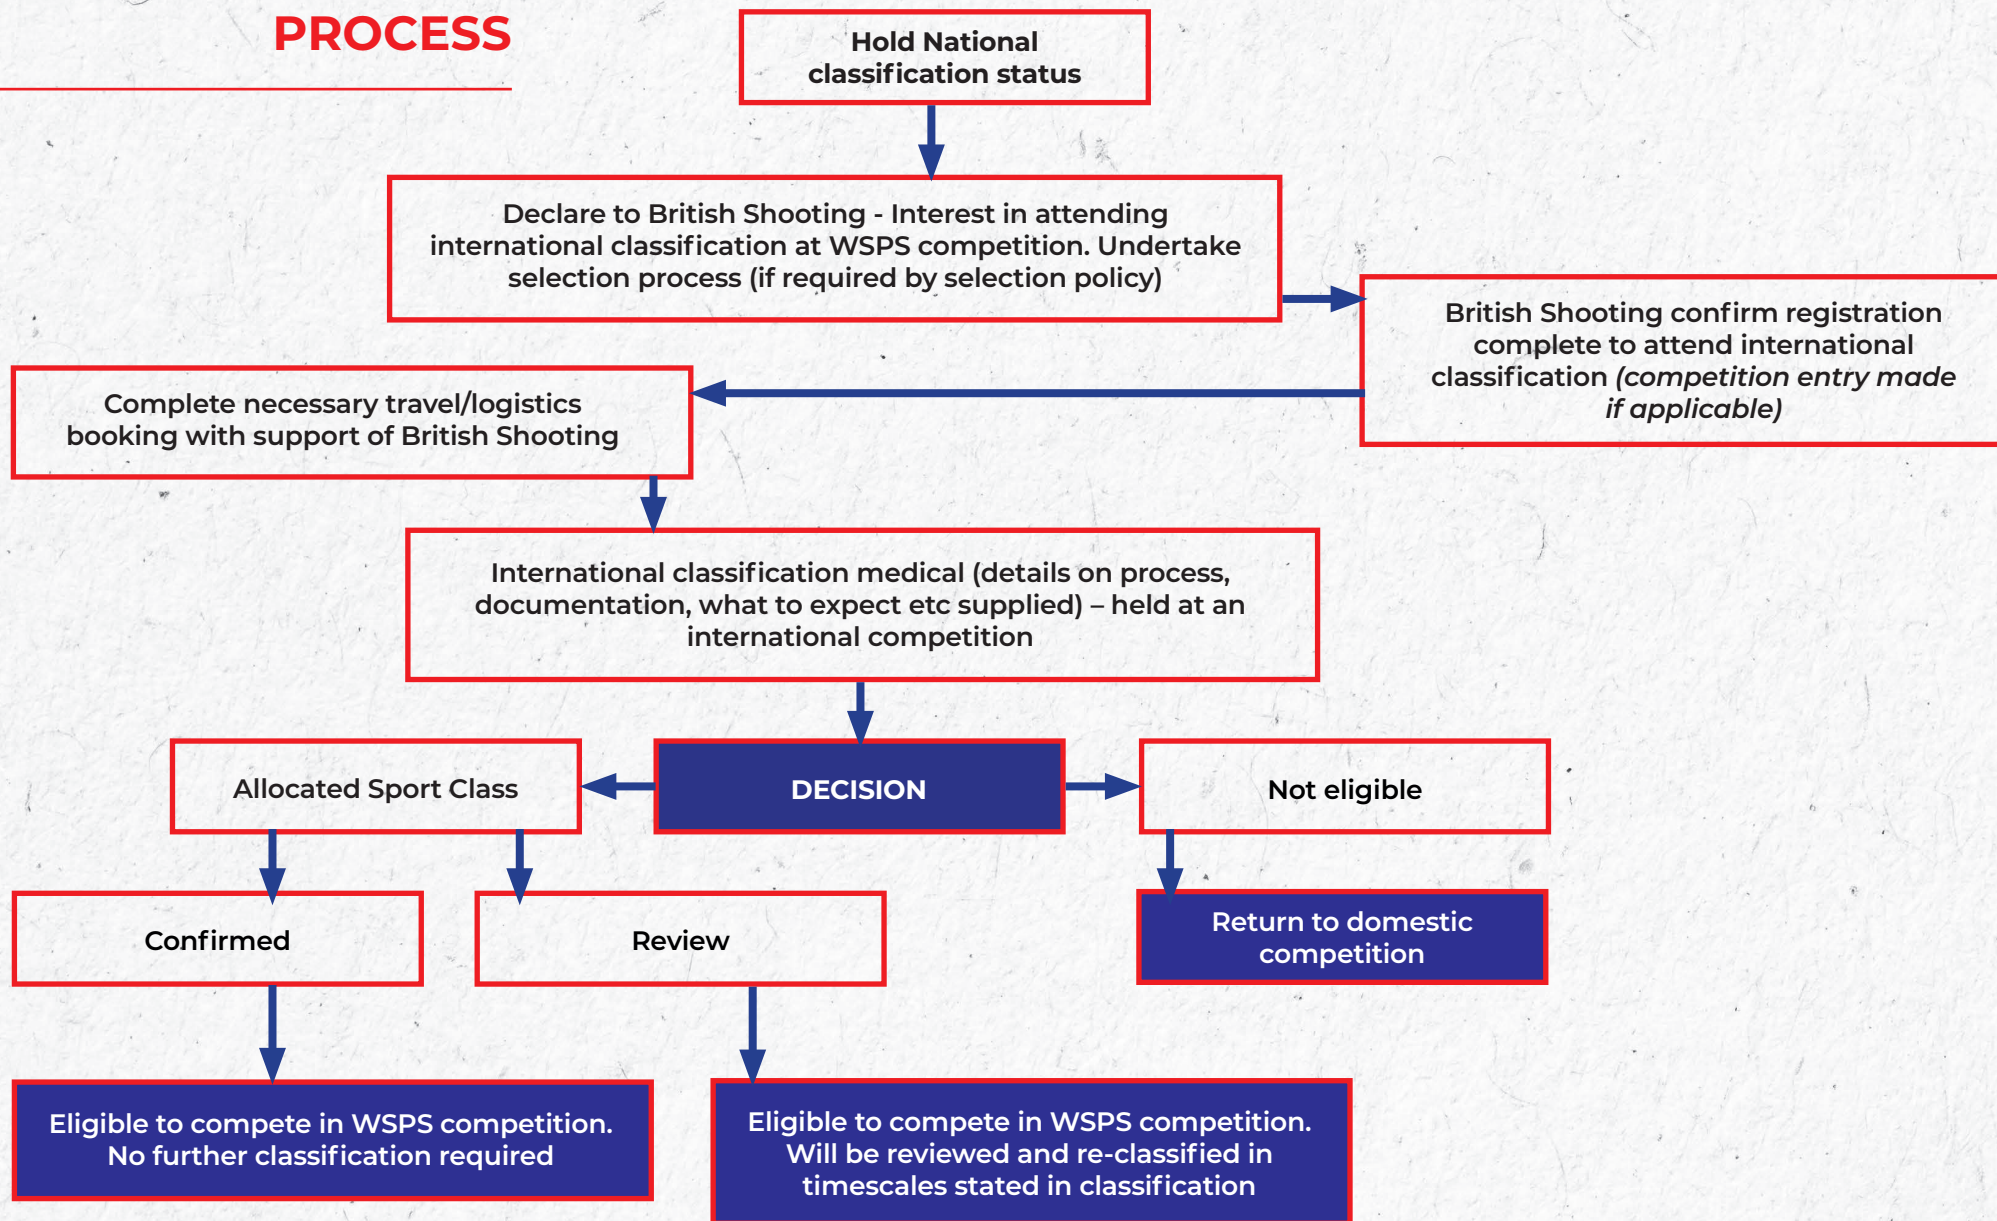 PROCESS
Hold National
classification status
Declare to British Shooting - Interest in attending
international classification at WSPS competition. Undertake
selection process (if required by selection policy)
British Shooting confirm registration
complete to attend international
classification (competition entry made
if applicable)
Complete necessary travel/logistics
booking with support of British Shooting
International classification medical (details on process,
documentation, what to expect etc supplied) – held at an
international competition
Allocated Sport Class
DECISION
Not eligible
Confirmed
Review
Return to domestic
competition
Eligible to compete in WSPS competition.
No further classification required
Eligible to compete in WSPS competition.
Will be reviewed and re-classified in
timescales stated in classification